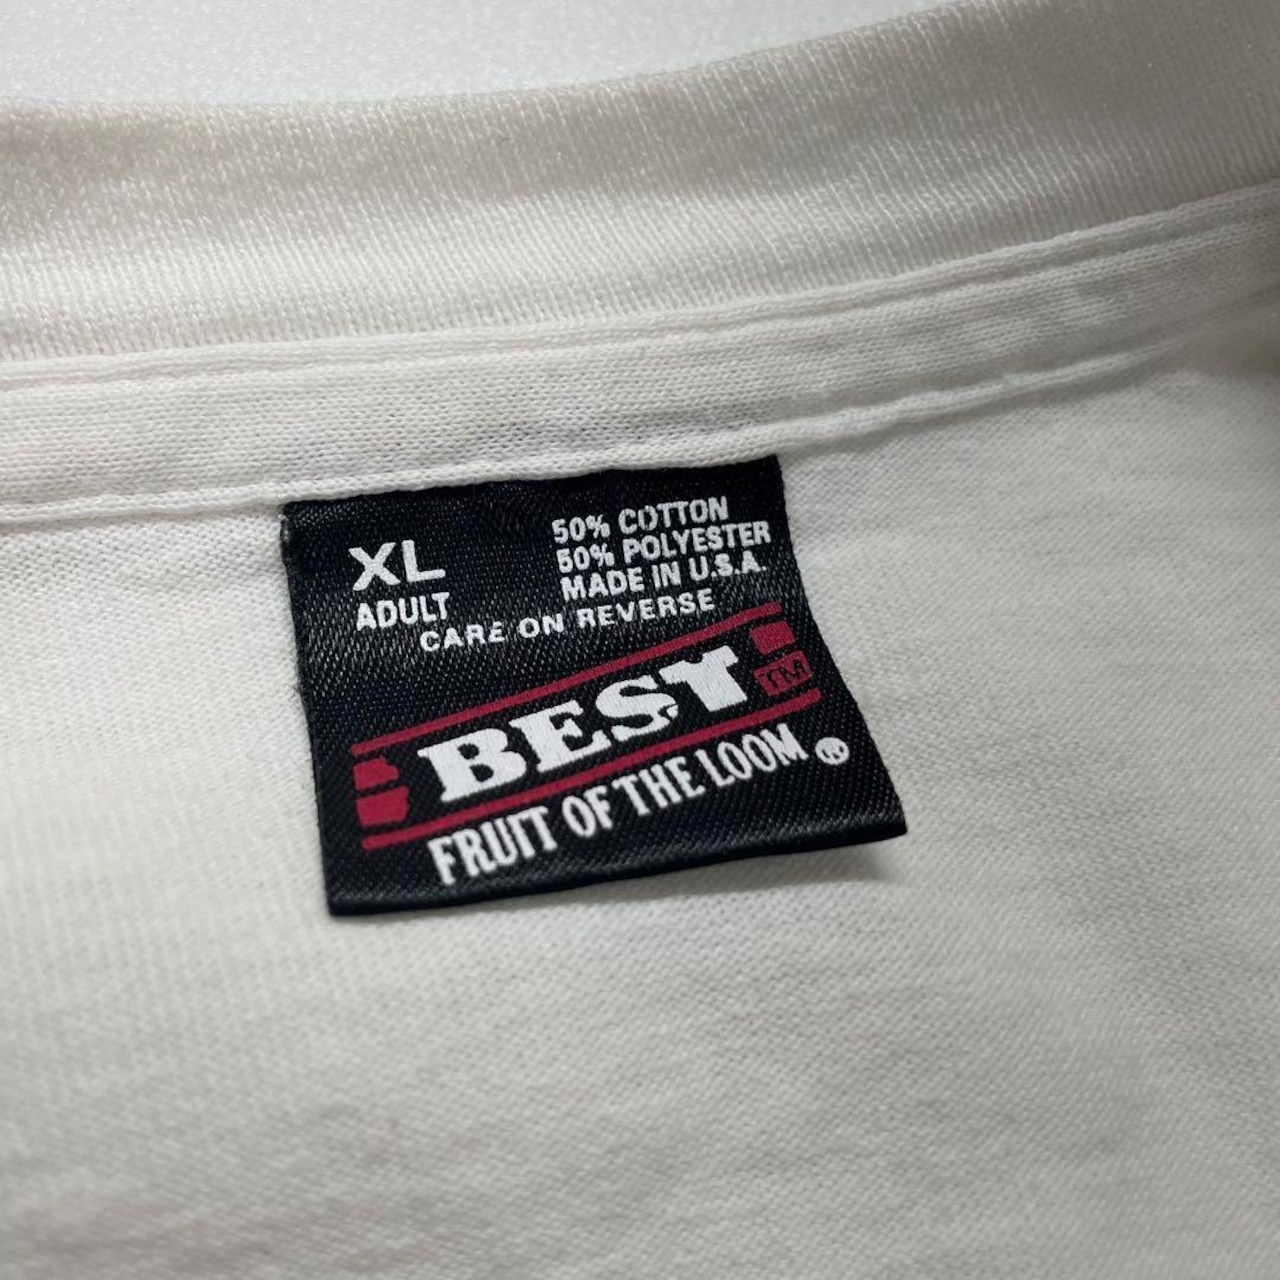 XL
ADULT
50% COTTON
50% POLYESTER
MADE IN U.S.A.
CARE ON REVERSE
BEST TM
FRUIT OF THE LOOM ®